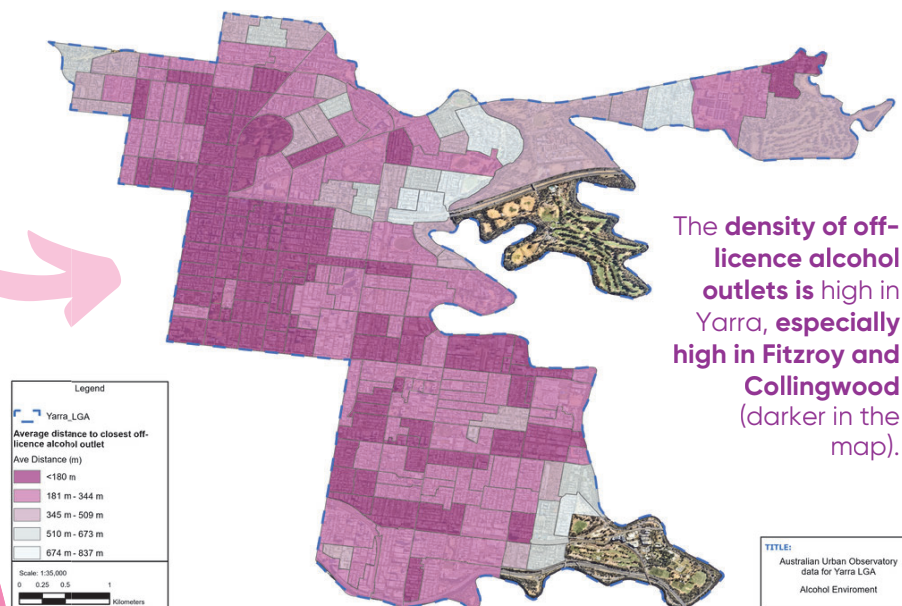 The density of off-
licence alcohol
outlets is high in
Yarra, especially
high in Fitzroy and
Collingwood
(darker in the
map).
Legend
Yarra_LGA
Average distance to closest off-
licence alcohol outlet
Ave Distance (m)
<180 m
181 m - 344 m
345 m - 509 m
510 m - 673 m
674 m - 837 m
Scale: 1:35,000
0 0.25 0.5 1
Kilometers
TITLE:
Australian Urban Observatory
data for Yarra LGA
Alcohol Enviroment